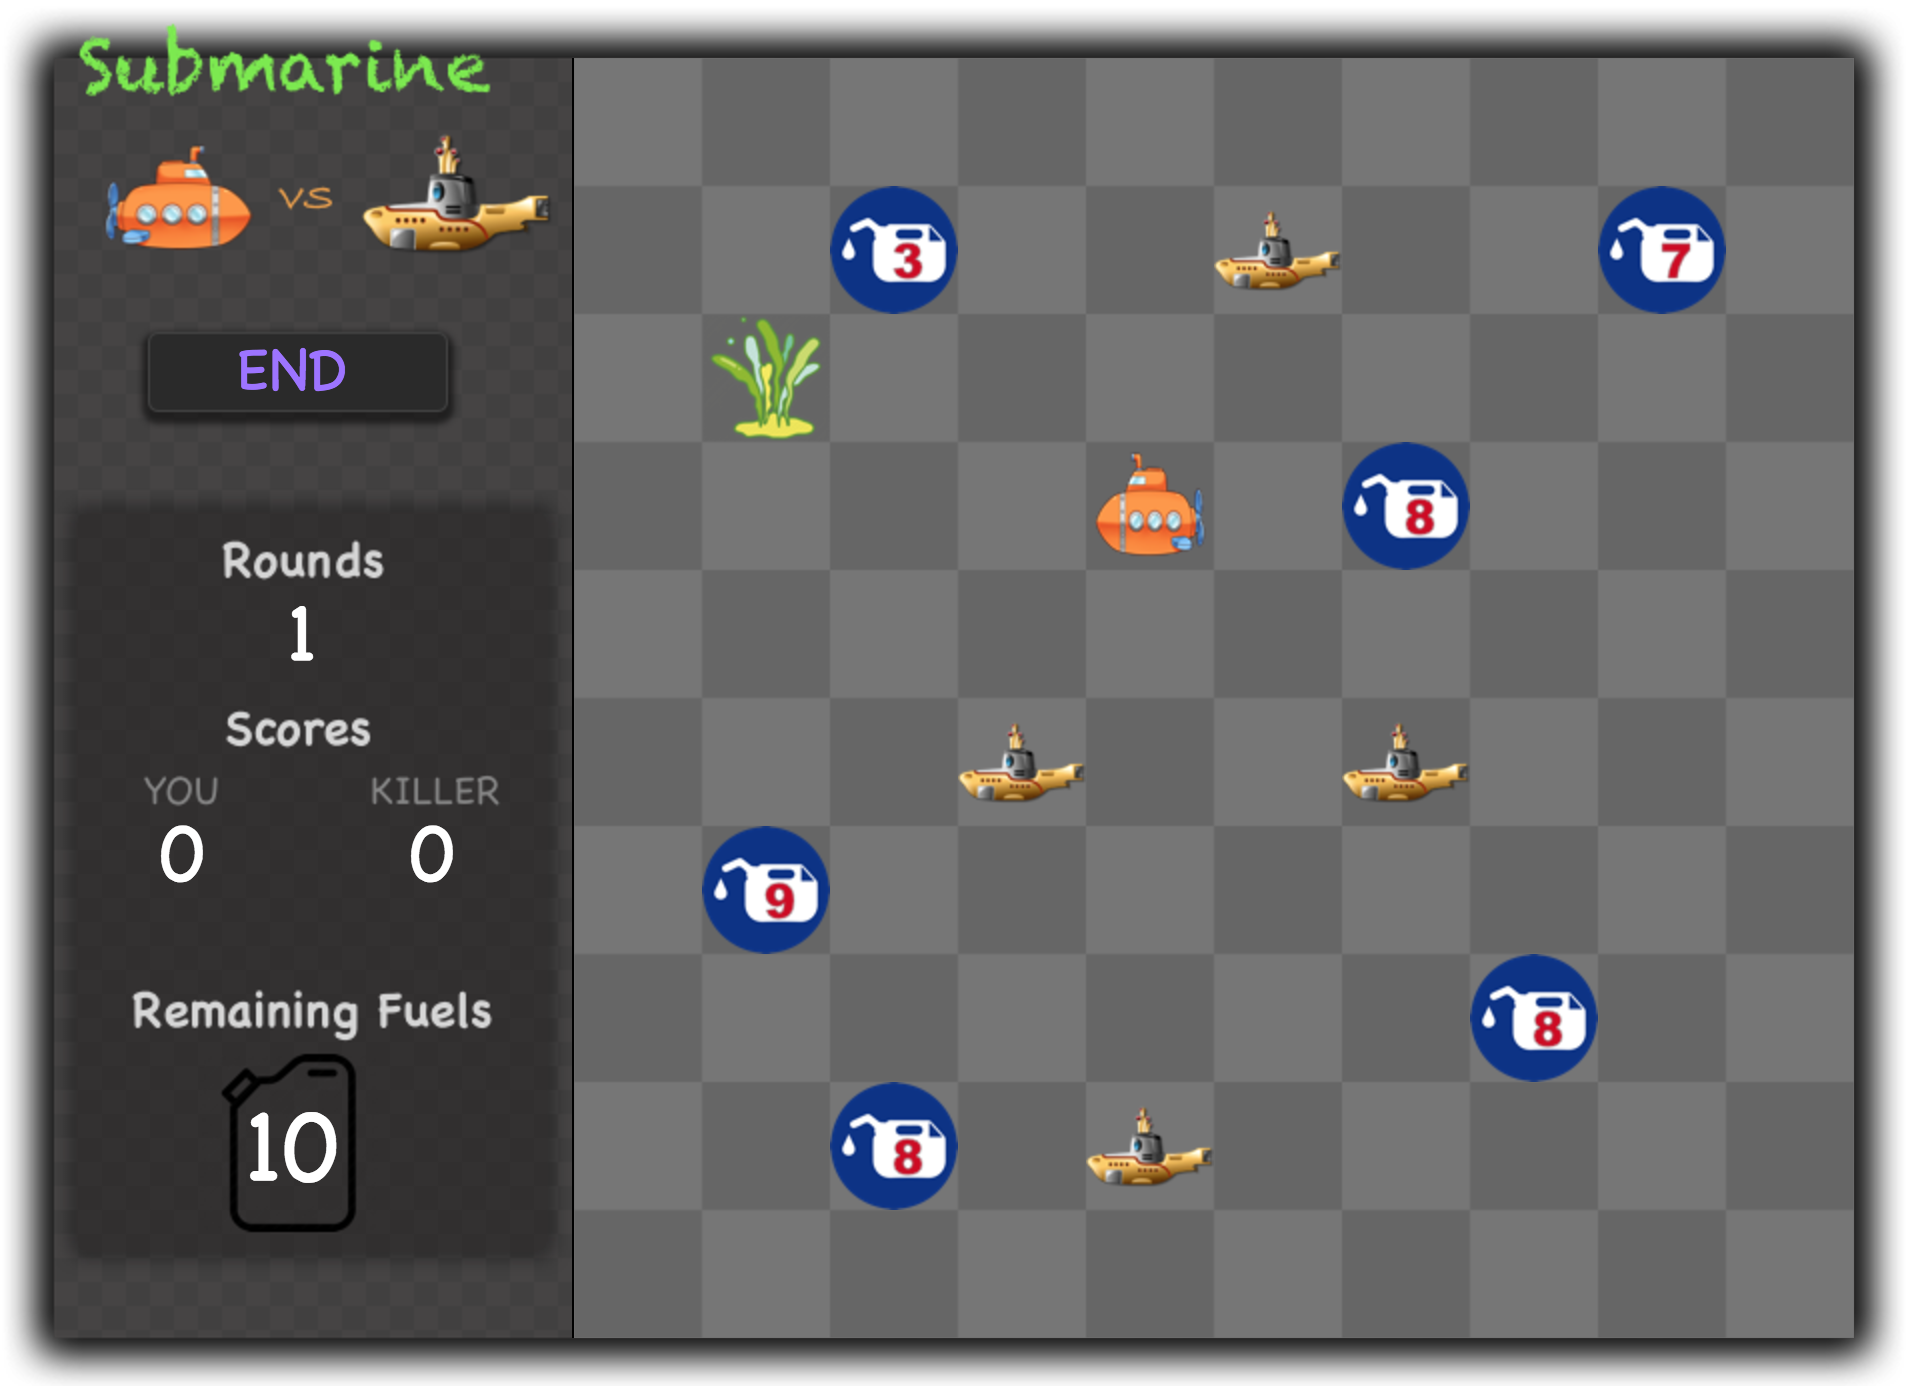 Submarine
VS
END
Rounds
1
Scores
YOU KILLER
0 0
Remaining Fuels
10
3 7
8
9
8
8